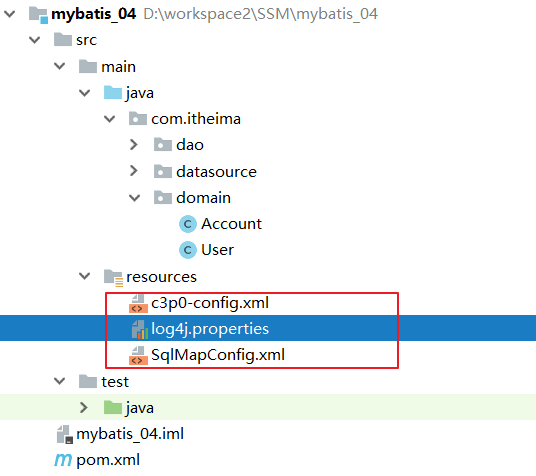 mybatis_04 D:\workspace2\SSM\mybatis_04
src
main
java
com.itheima
dao
datasource
domain
Account
User
resources
c3p0-config.xml
log4j.properties
SqlMapConfig.xml
test
java
mybatis_04.iml
pom.xml